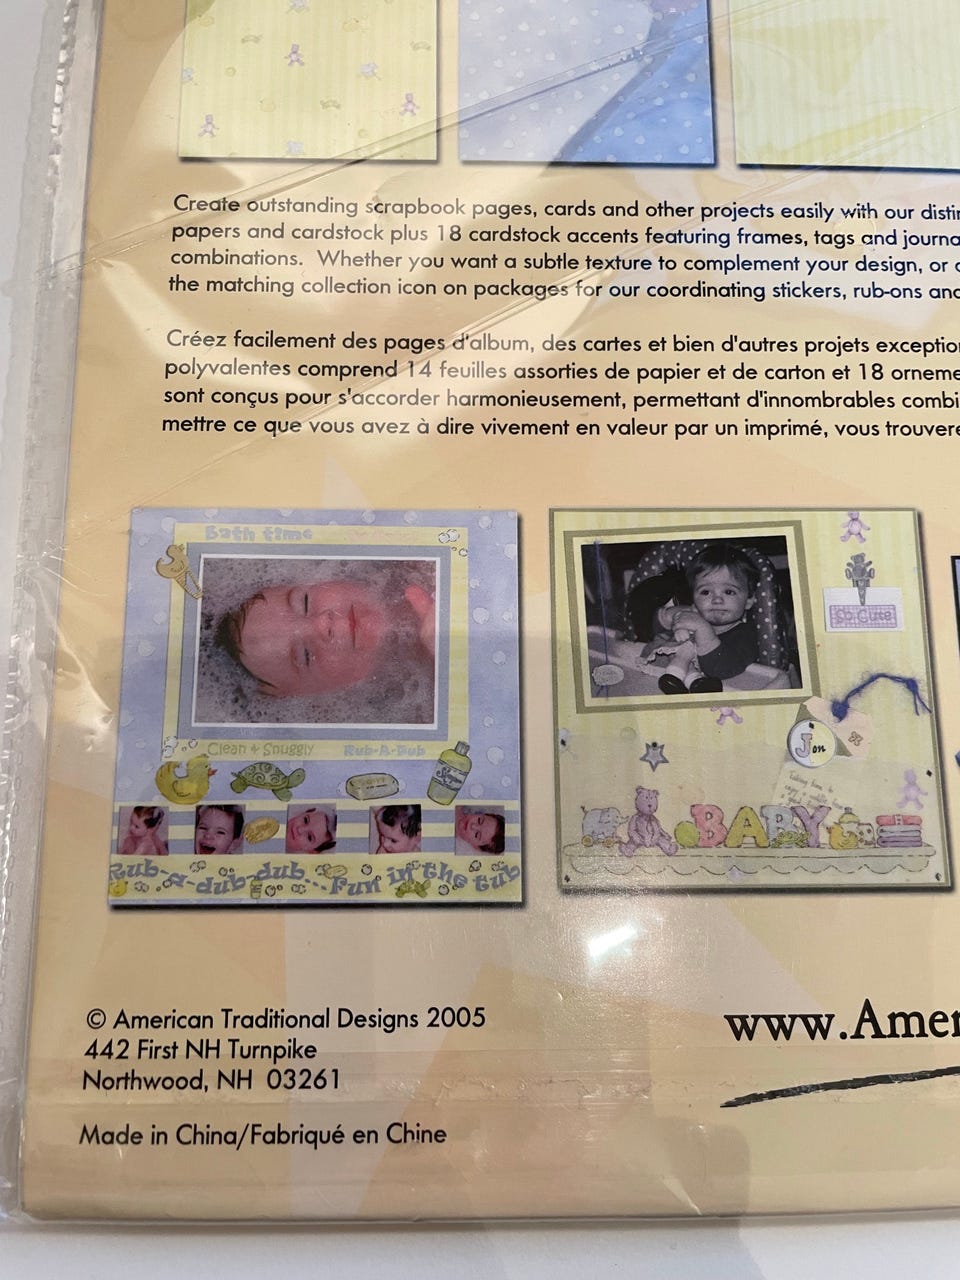 Create outstanding scrapbook pages, cards and other projects easily with our distin
papers and cardstock plus 18 cardstock accents featuring frames, tags and journa
combinations.  Whether you want a subtle texture to complement your design, or
the matching collection icon on packages for our coordinating stickers, rub-ons and
Créez facilement des pages d'album, des cartes et bien d'autres projets exception
polyvalentes comprend 14 feuilles assorties de papier et de carton et 18 orneme
sont conçus pour s'accorder harmonieusement, permettant d'innombrables combi
mettre ce que vous avez à dire vivement en valeur par un imprimé, vous trouvere
Bath time
Clean & Snuggly Rub-A-Dub
Rub-a-dub-dub... Fun in the tub
So Cute
Jon
BABY
© American Traditional Designs 2005
442 First NH Turnpike
Northwood, NH  03261
Made in China/Fabriqué en Chine
www.Amer